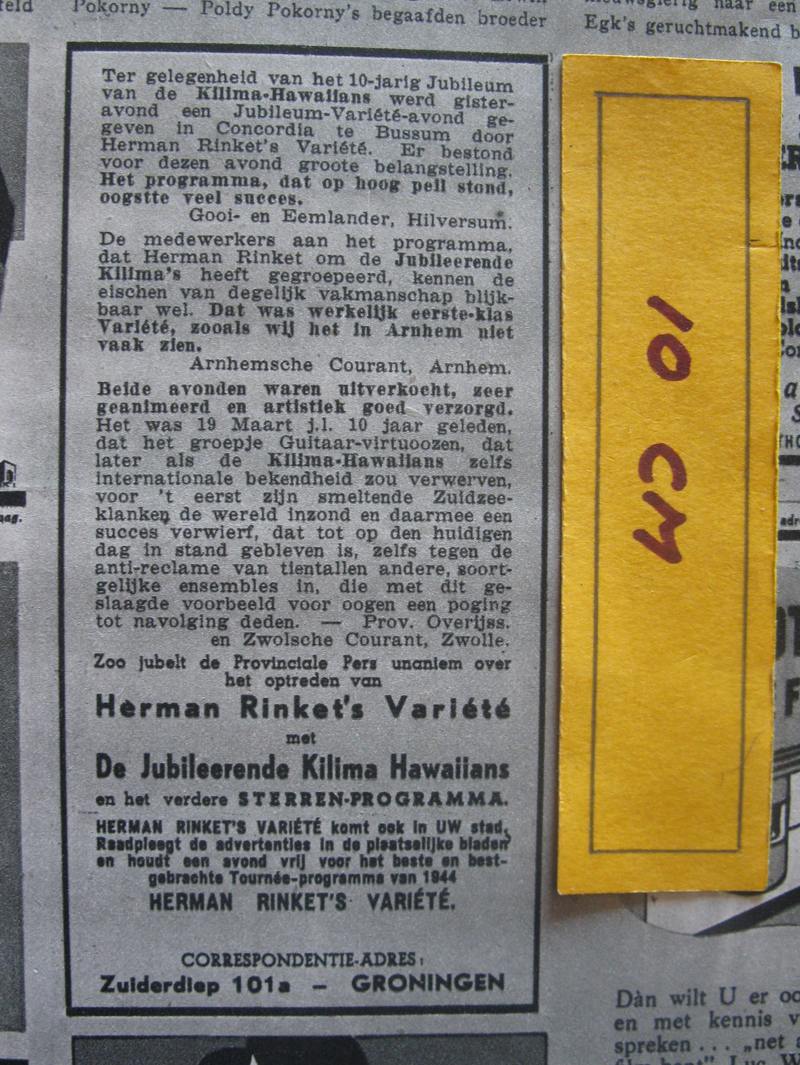 Pokorny — Poldy Pokorny's begaafden broeder
Egk's geruchtmakend
Ter gelegenheid van het 10-jarig Jubileum
van de Kilima-Hawaiians werd gister-
avond een Jubileum-Variété-avond ge-
geven in Concordia te Bussum door
Herman Rinket's Variété. Er bestond
voor dezen avond groote belangstelling.
Het programma, dat op hoog peil stond,
oogstte veel succes.
Gooi- en Eemlander, Hilversum.
De medewerkers aan het programma,
dat Herman Rinket om de Jubileerende
Kilima's heeft gegroepeerd, kennen de
eischen van degelijk vakmanschap blijk-
baar wel. Dat was werkelijk eerste-klas
Variété, zooals wij het in Arnhem niet
vaak zien.
Arnhemsche Courant, Arnhem.
Beide avonden waren uitverkocht, zeer
geanimeerd en artistiek goed verzorgd.
Het was 19 Maart j.l. 10 jaar geleden,
dat het groepje Guitaar-virtuoozen, dat
later als de Kilima-Hawaiians zelfs
internationale bekendheid zou verwerven,
voor 't eerst zijn smeltende Zuidzee-
klanken de wereld inzond en daarmee een
succes verwierf, dat tot op den huidigen
dag in stand gebleven is, zelfs tegen de
anti-reclame van tientallen andere, soort-
gelijke ensembles in, die met dit ge-
slaagde voorbeeld voor oogen een poging
tot navolging deden. — Prov. Overijss.
en Zwolsche Courant, Zwolle.
Zoo jubelt de Provinciale Pers unaniem over
het optreden van
Herman Rinket's Variété
met
De Jubileerende Kilima Hawaiians
en het verdere STERREN-PROGRAMMA.
HERMAN RINKET'S VARIÉTÉ komt ook in UW stad.
Raadpleegt de advertenties in de plaatselijke bladen
en houdt een avond vrij voor het beste en best-
gebrachte Tournée-programma van 1944
HERMAN RINKET'S VARIÉTÉ.
CORRESPONDENTIE-ADRES:
Zuiderdiep 101a — GRONINGEN
10 CM
Dàn wilt U er
en met kennis
spreken . . . „net